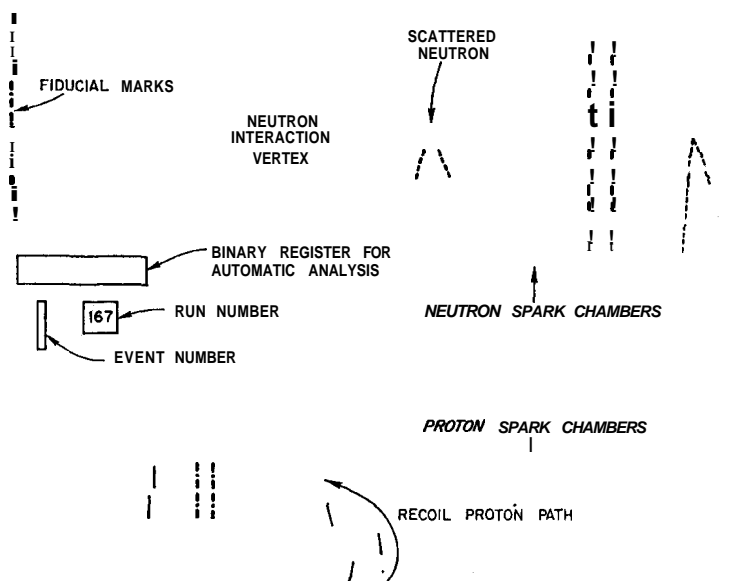 SCATTERED
NEUTRON
FIDUCIAL MARKS
NEUTRON
INTERACTION
VERTEX
BINARY REGISTER FOR
AUTOMATIC ANALYSIS
167
RUN NUMBER
NEUTRON SPARK CHAMBERS
EVENT NUMBER
PROTON SPARK CHAMBERS
RECOIL PROTON PATH